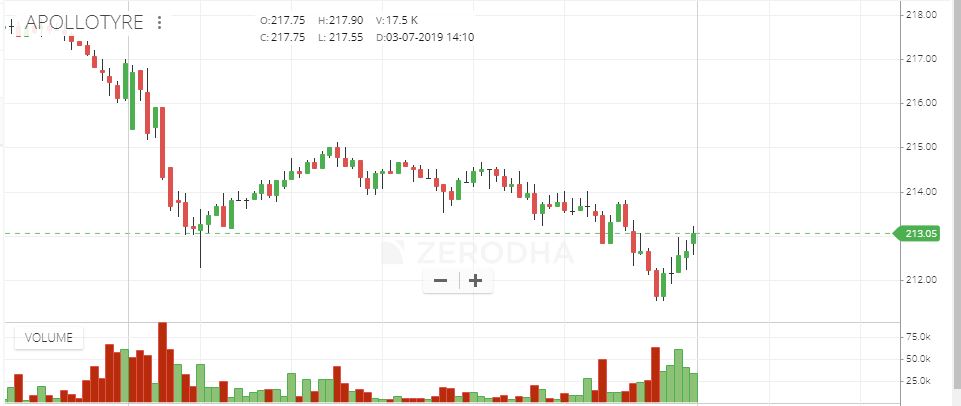 APOLLOTYRE
O:217.75 H:217.90 V:17.5 K
C:217.75 L:217.55 D:03-07-2019 14:10
218.00
217.00
216.00
215.00
214.00
213.05
ZERODHA
212.00
VOLUME
75.0k
50.0k
25.0k